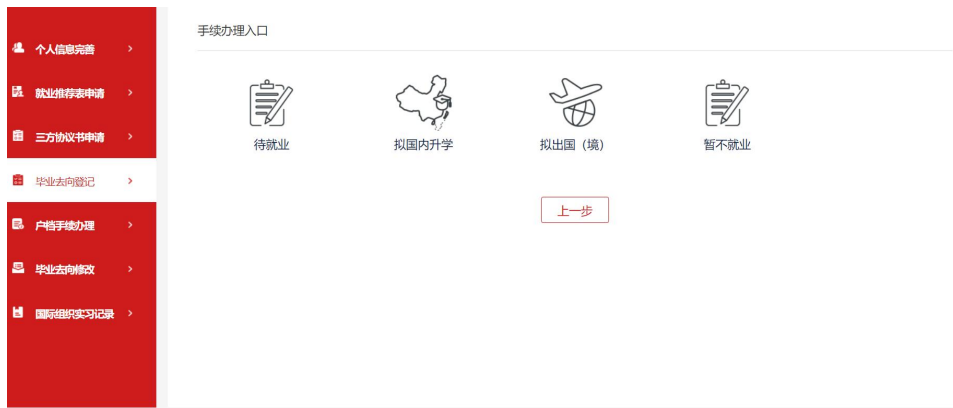 手续办理入口
个人信息完善
就业推荐表申请
三方协议书申请
毕业去向登记
户档手续办理
毕业去向修改
国际组织实习记录
待就业
拟国内升学
拟出国（境）
暂不就业
上一步